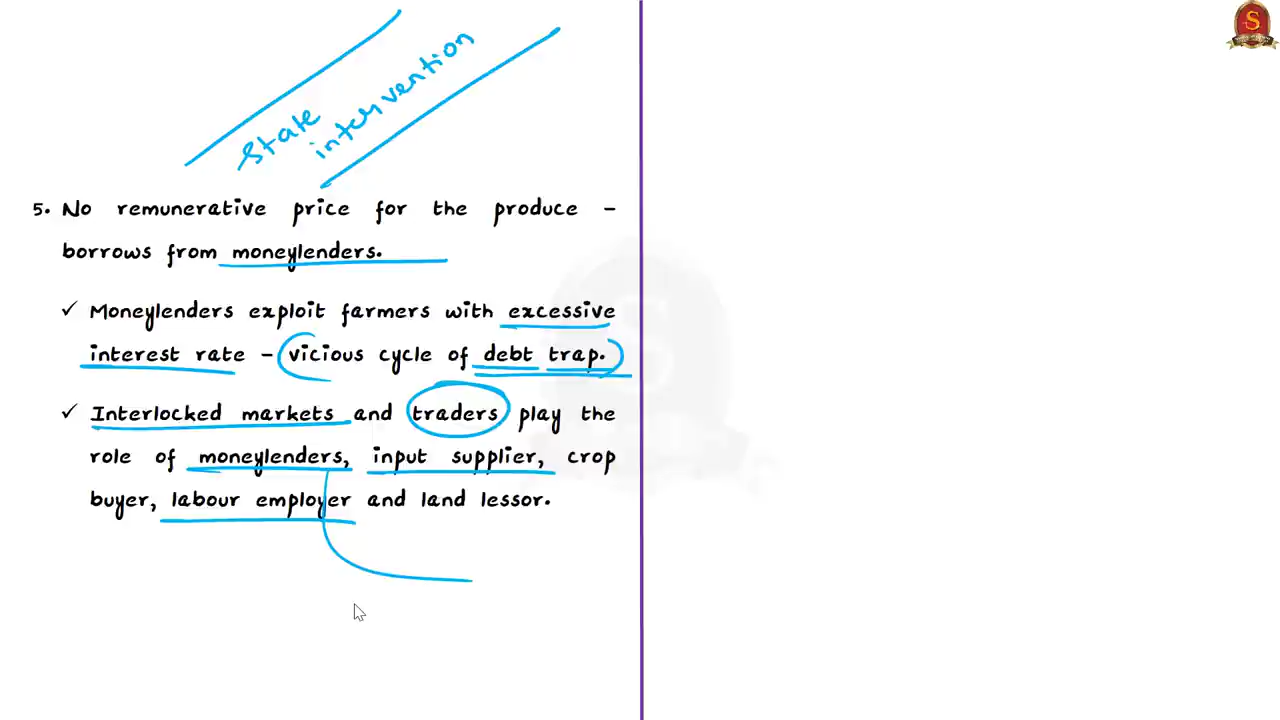 State
intervention
5. No remunerative price for the produce -
borrows from moneylenders.
✓ Moneylenders exploit farmers with excessive
interest rate - vicious cycle of debt trap.
✓ Interlocked markets and traders play the
role of moneylenders, input supplier, crop
buyer, labour employer and land lessor.
S